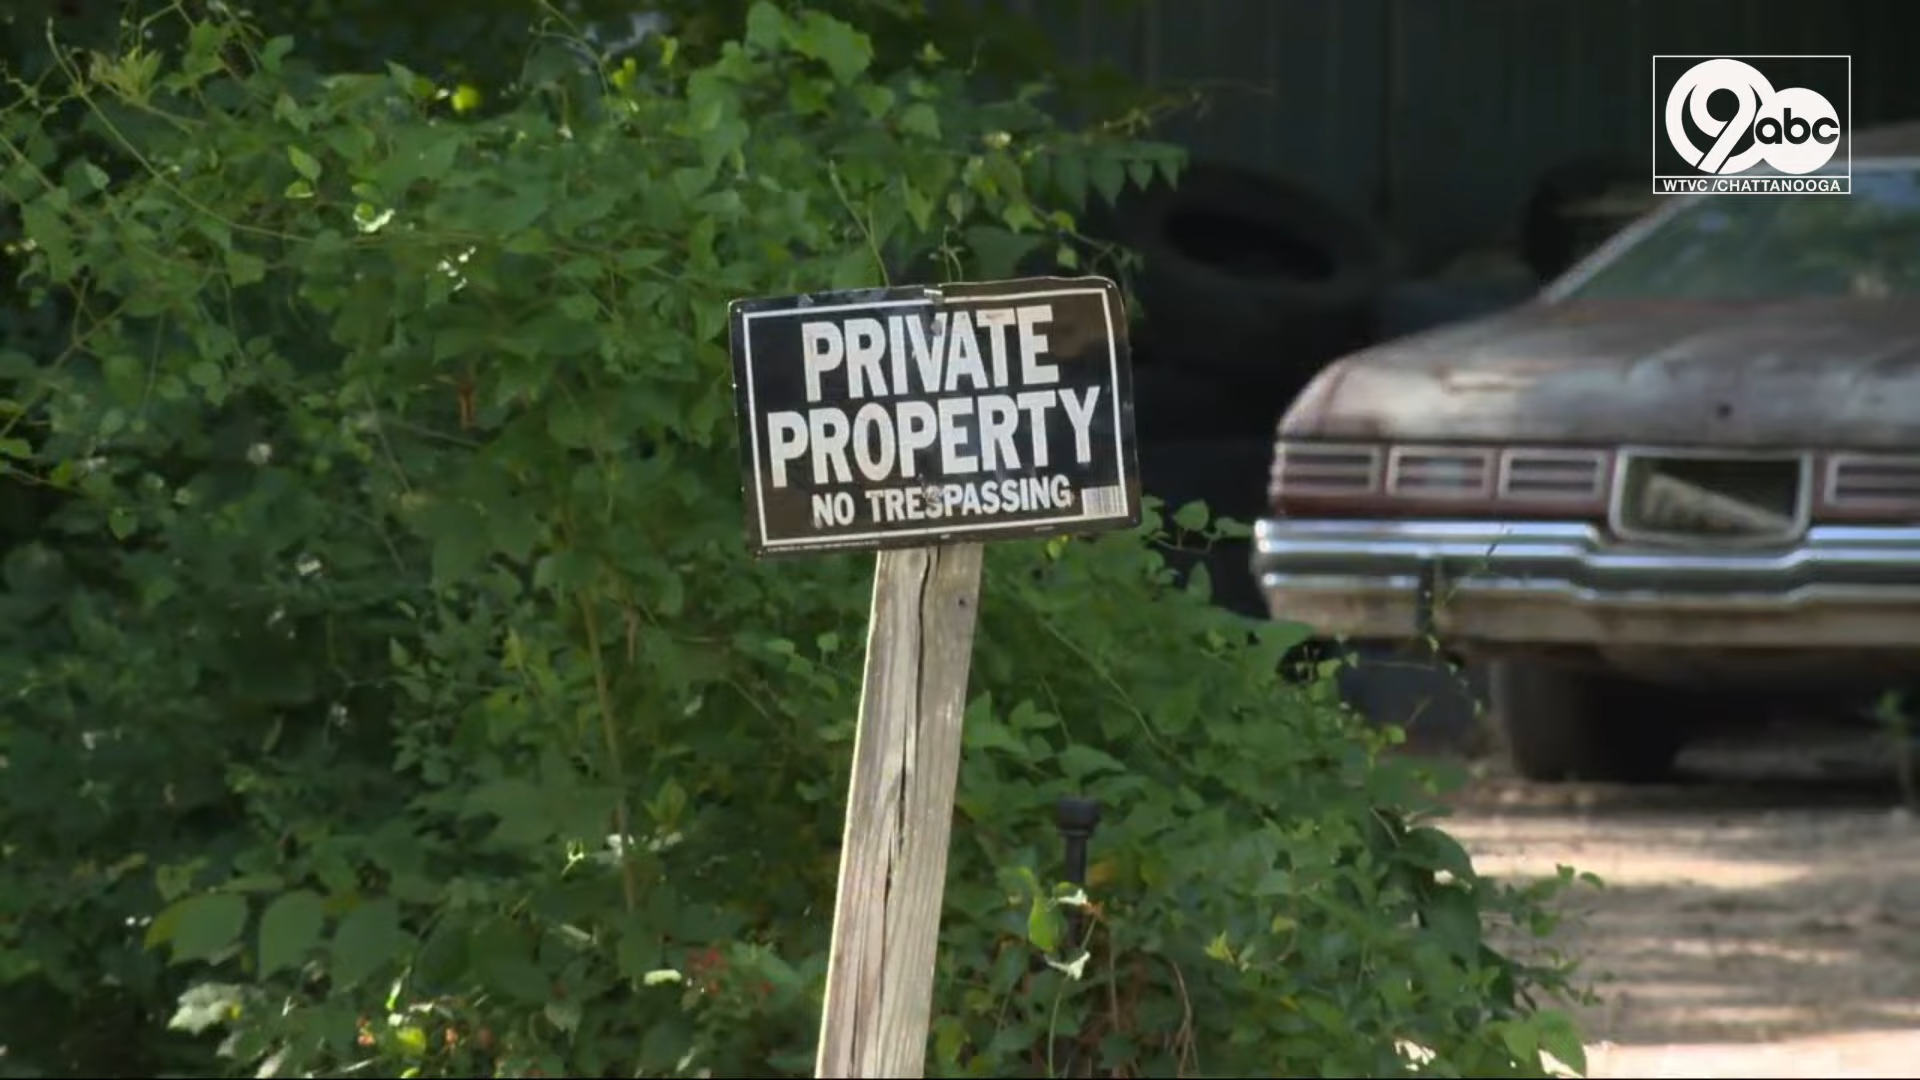 9abc
WTVC /CHATTANOOGA
PRIVATE
PROPERTY
NO TRESPASSING